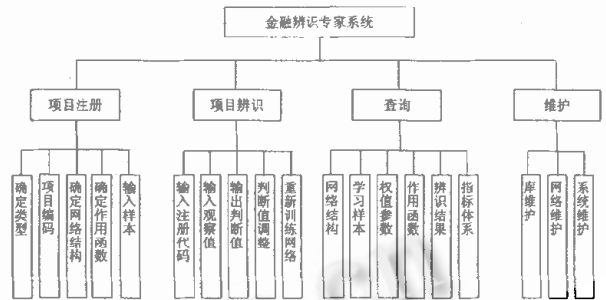 金融辨识专家系统
项目注册
项目辨识
查询
维护
确定类型
项目编码
确定网络结构
确定作用函数
输入样本
输入注册代码
输入观察值
输出判断值
判断值调整
重新训练网络
网络结构
学习样本
权值参数
作用函数
辨识结果
指标体系
库维护
网络维护
系统维护